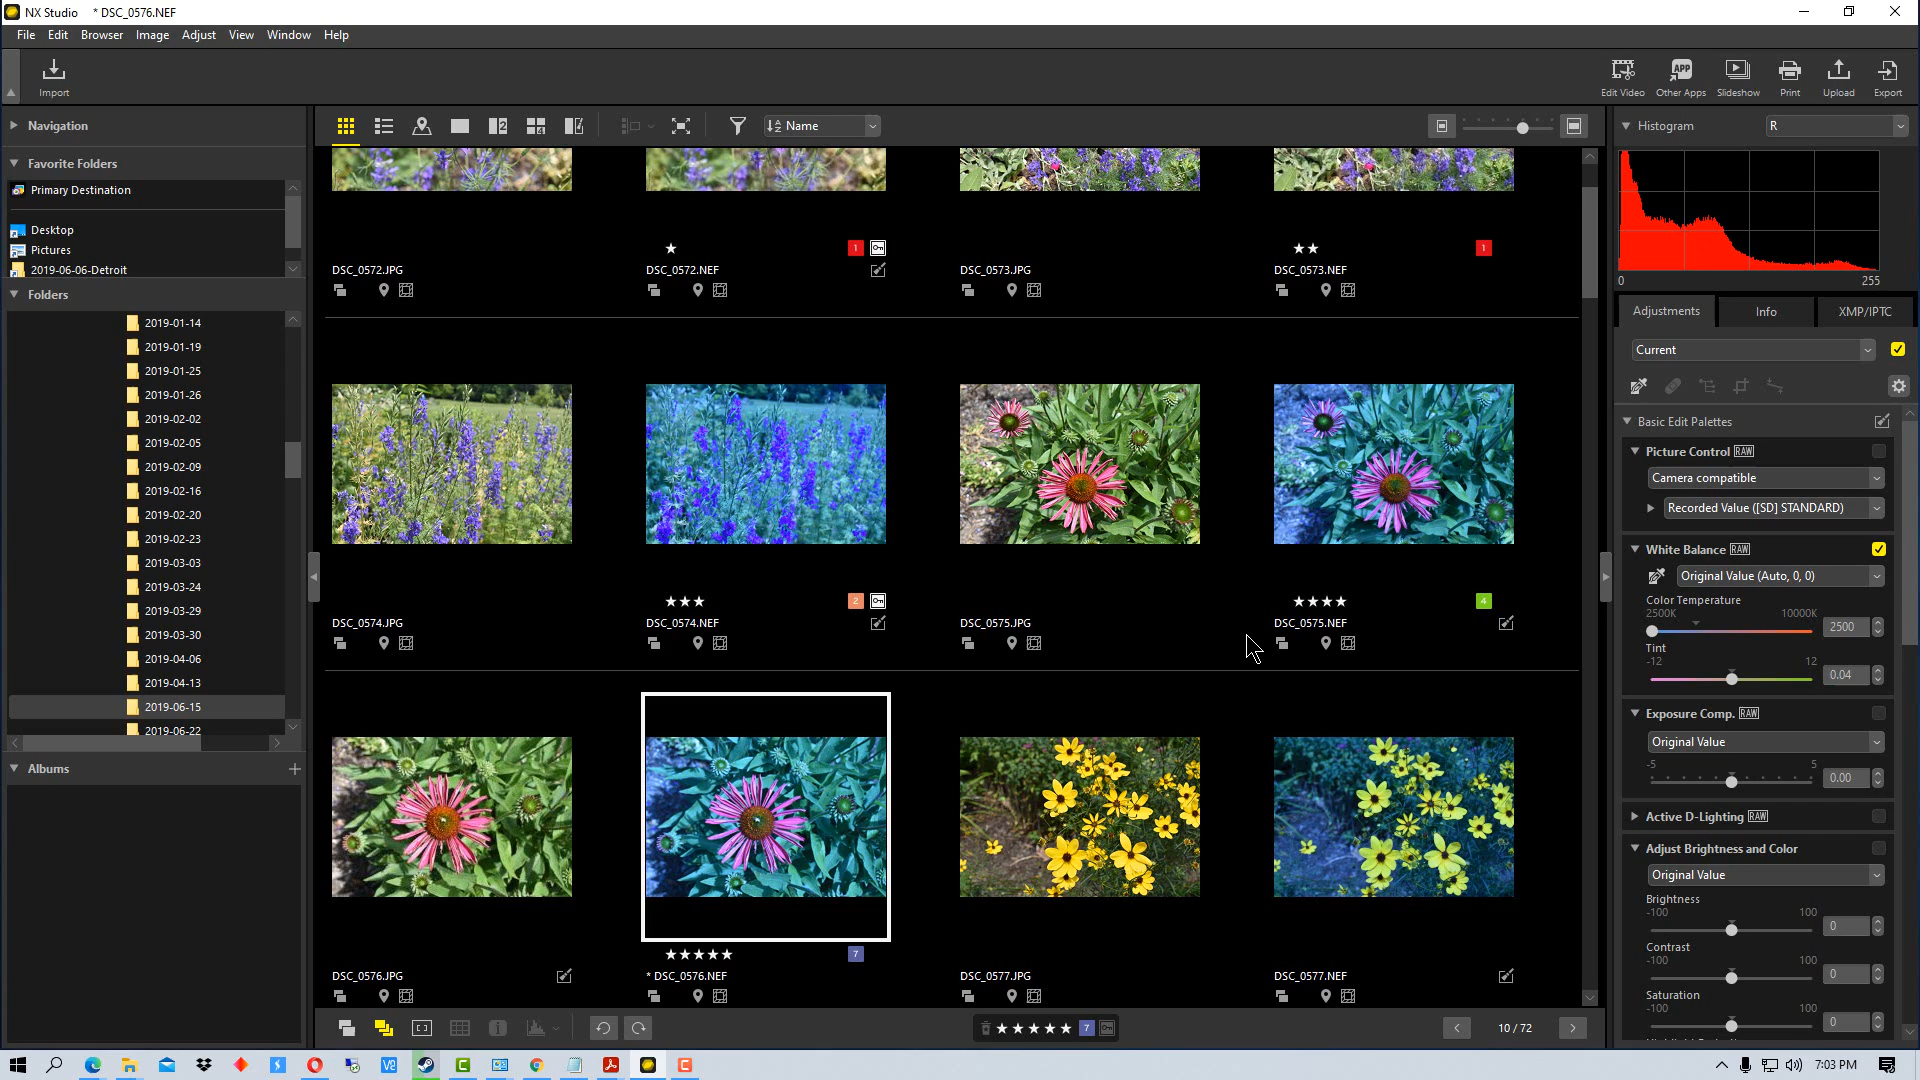 NX Studio * DSC_0576.NEF
File Edit Browser Image Adjust View Window Help
Import
Edit Video Other Apps Slideshow Print Upload Export
APP
Navigation
Favorite Folders
Primary Destination
Desktop
Pictures
2019-06-06-Detroit
Folders
2019-01-14
2019-01-19
2019-01-25
2019-01-26
2019-02-02
2019-02-05
2019-02-09
2019-02-16
2019-02-20
2019-02-23
2019-03-03
2019-03-24
2019-03-29
2019-03-30
2019-04-06
2019-04-13
2019-06-15
2019-06-22
Albums
Name
1
1
DSC_0572.JPG DSC_0572.NEF DSC_0573.JPG DSC_0573.NEF
2
4
DSC_0574.JPG DSC_0574.NEF DSC_0575.JPG DSC_0575.NEF
7
DSC_0576.JPG * DSC_0576.NEF DSC_0577.JPG DSC_0577.NEF
7
10 / 72
Histogram R
0 255
Adjustments Info XMP/IPTC
Current
Basic Edit Palettes
Picture Control RAW
Camera compatible
Recorded Value ([SD] STANDARD)
White Balance RAW
Original Value (Auto, 0, 0)
Color Temperature
2500K 10000K
2500
Tint
-12 12
0.04
Exposure Comp. RAW
Original Value
-5 5
0.00
Active D-Lighting RAW
Adjust Brightness and Color
Original Value
Brightness
-100 100
0
Contrast
-100 100
0
Saturation
-100 100
0
7:03 PM